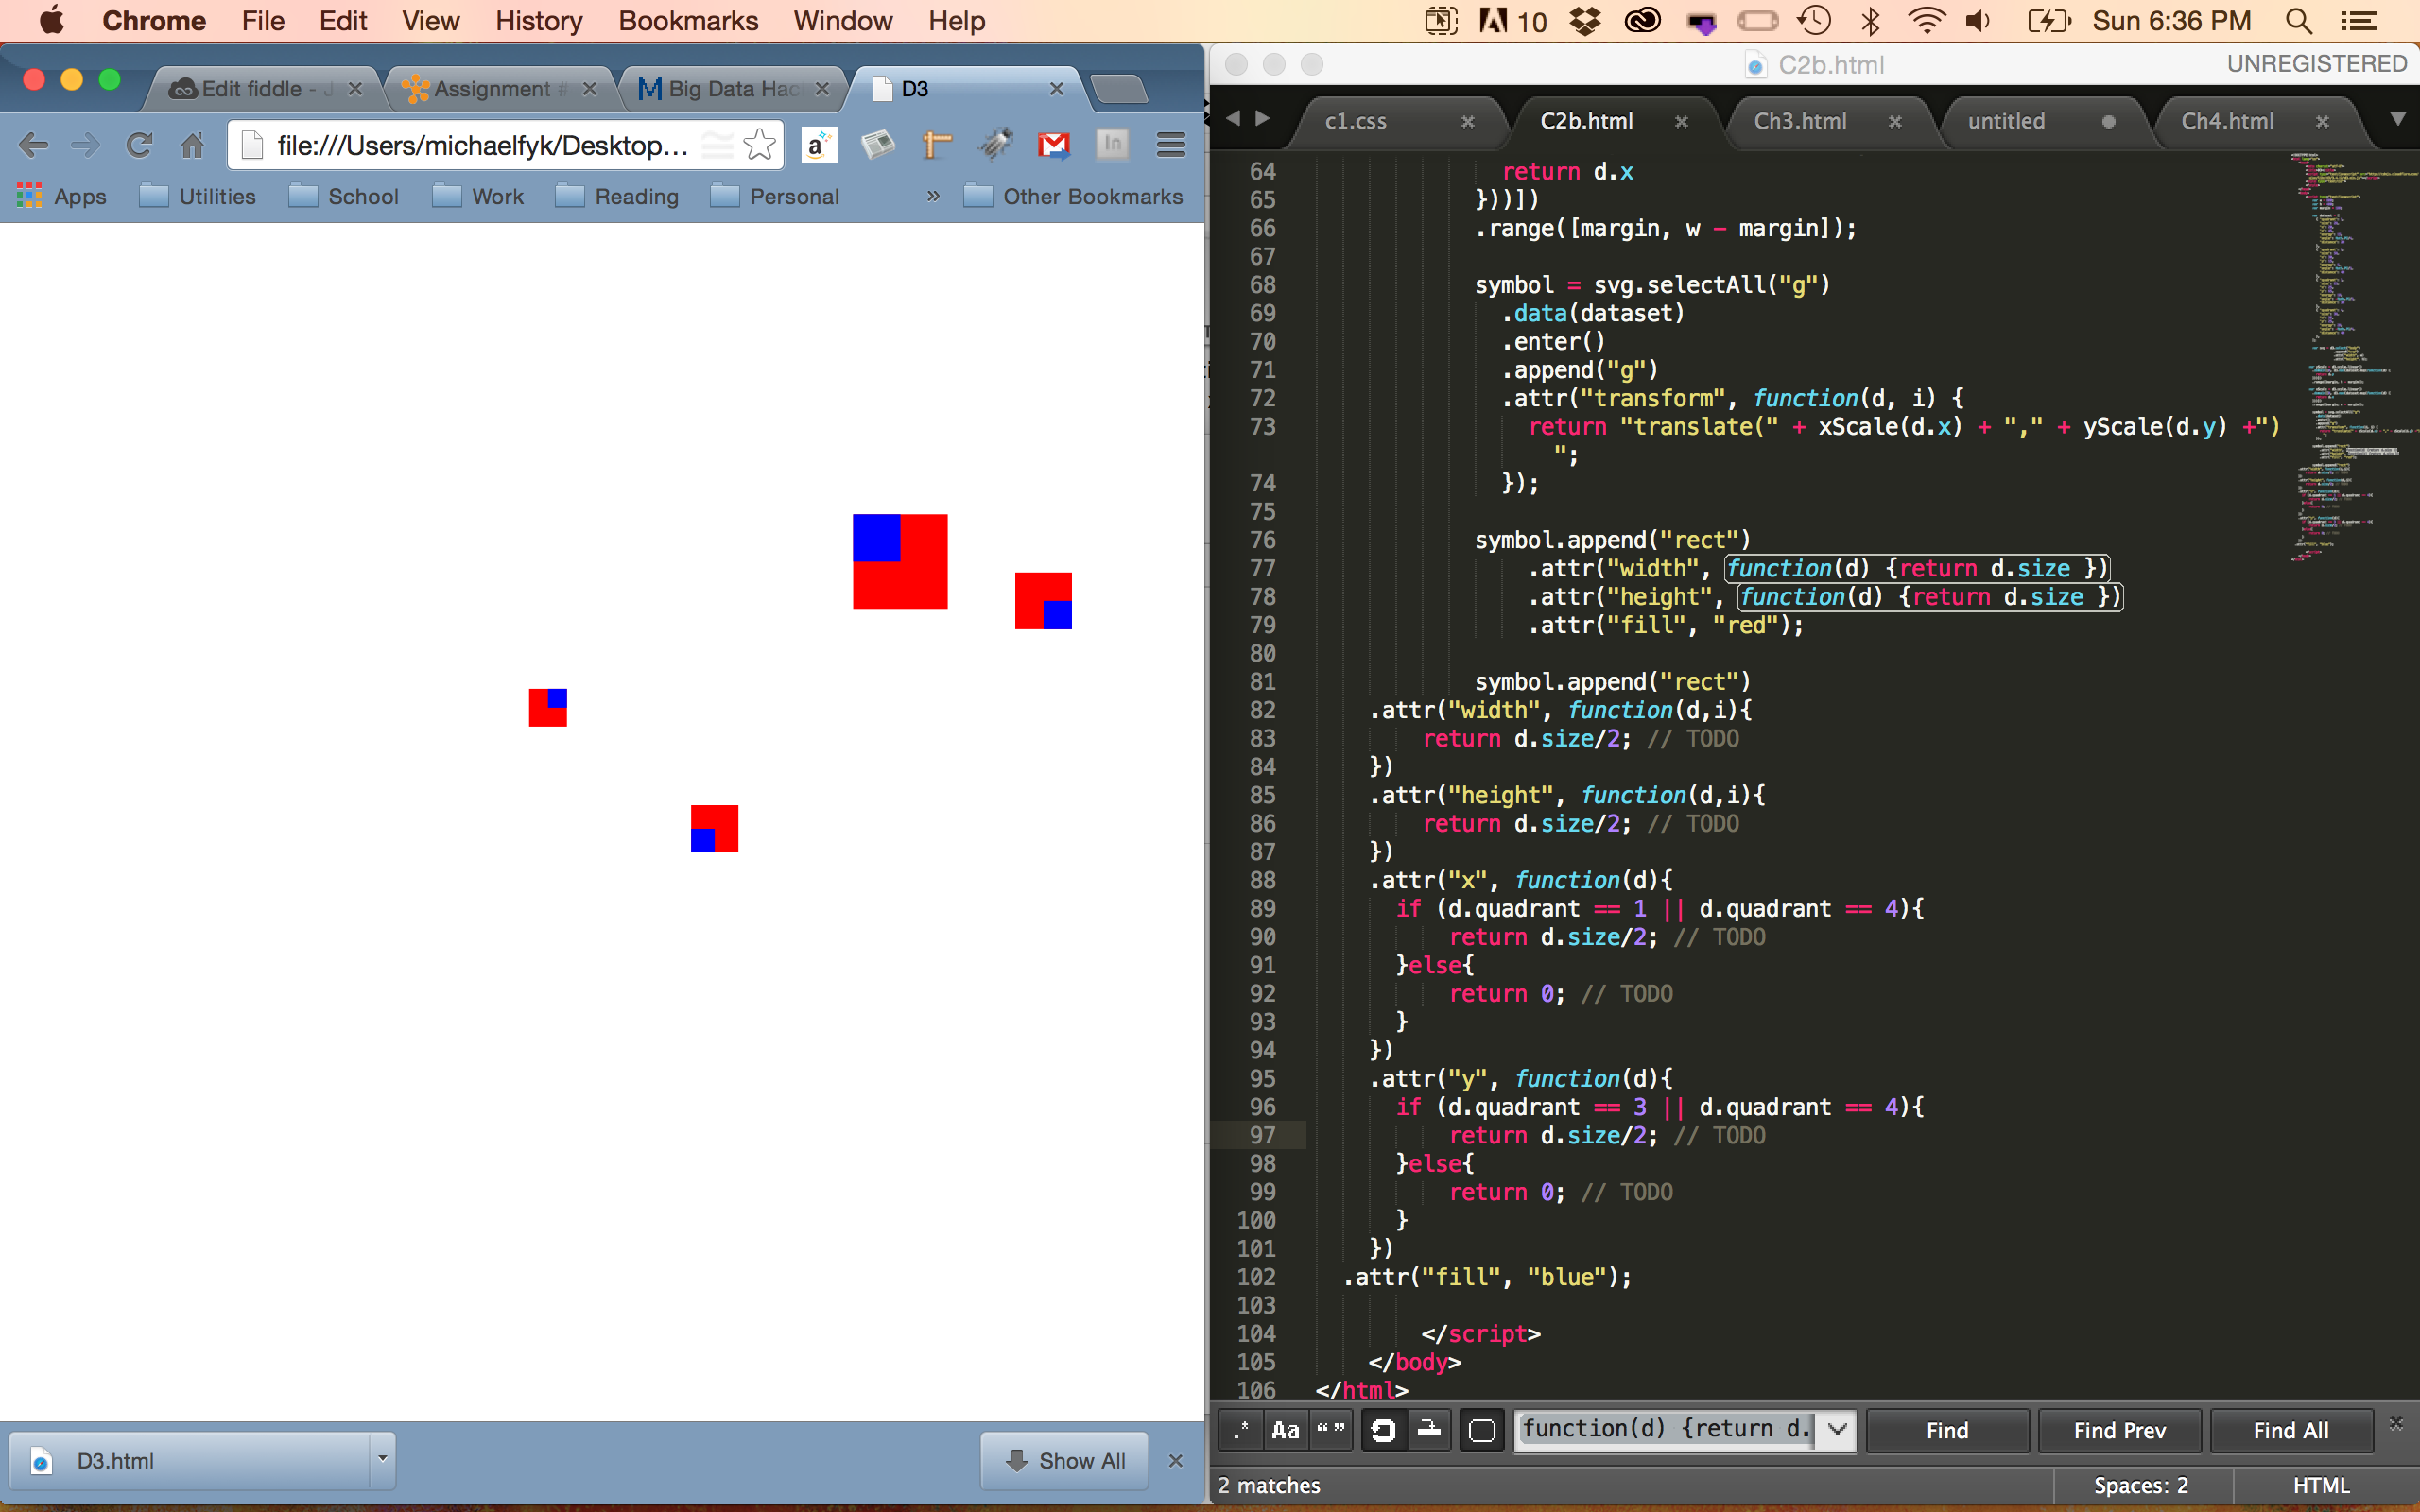 Chrome File Edit View History Bookmarks Window Help 10 Sun 6:36 PM
Edit fiddle - J Assignment # Big Data Hac D3
file:///Users/michaelfyk/Desktop...
Apps Utilities School Work Reading Personal » Other Bookmarks
D3.html Show All
C2b.html UNREGISTERED
c1.css C2b.html Ch3.html untitled Ch4.html
64 return d.x
65 }))])
66 .range([margin, w - margin]);
67
68 symbol = svg.selectAll("g")
69 .data(dataset)
70 .enter()
71 .append("g")
72 .attr("transform", function(d, i) {
73 return "translate(" + xScale(d.x) + "," + yScale(d.y) +")
";
74 });
75
76 symbol.append("rect")
77 .attr("width", function(d) {return d.size })
78 .attr("height", function(d) {return d.size })
79 .attr("fill", "red");
80
81 symbol.append("rect")
82 .attr("width", function(d,i){
83 return d.size/2; // TODO
84 })
85 .attr("height", function(d,i){
86 return d.size/2; // TODO
87 })
88 .attr("x", function(d){
89 if (d.quadrant == 1 || d.quadrant == 4){
90 return d.size/2; // TODO
91 }else{
92 return 0; // TODO
93 }
94 })
95 .attr("y", function(d){
96 if (d.quadrant == 3 || d.quadrant == 4){
97 return d.size/2; // TODO
98 }else{
99 return 0; // TODO
100 }
101 })
102 .attr("fill", "blue");
103
104 </script>
105 </body>
106 </html>
.* Aa “ ” function(d) {return d. Find Find Prev Find All
2 matches Spaces: 2 HTML